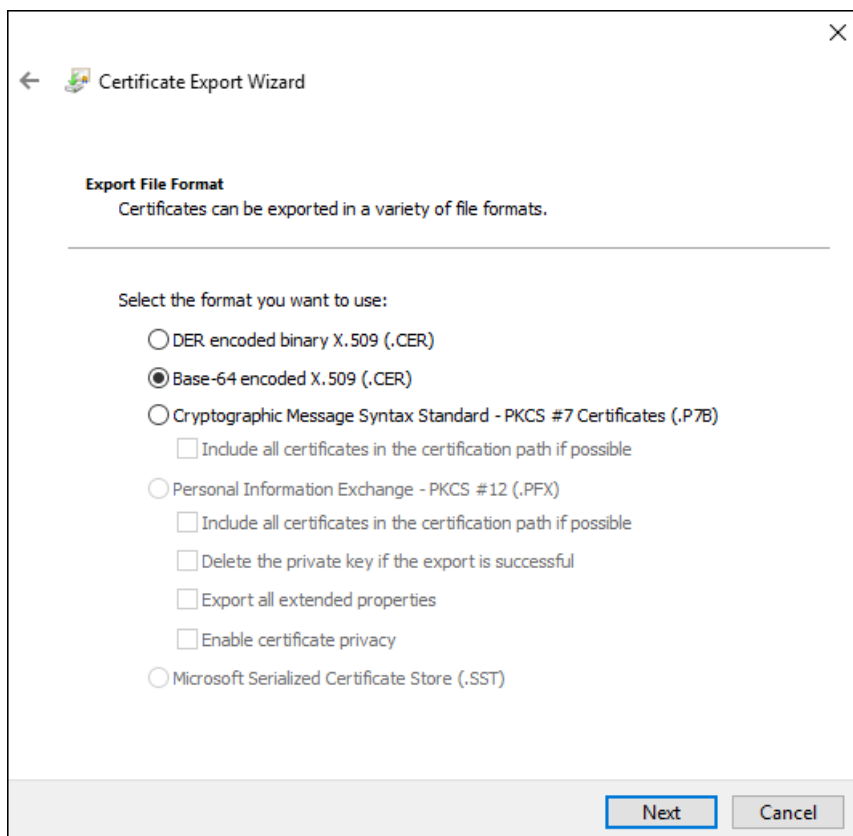 Certificate Export Wizard
Export File Format
Certificates can be exported in a variety of file formats.
Select the format you want to use:
DER encoded binary X.509 (.CER)
Base-64 encoded X.509 (.CER)
Cryptographic Message Syntax Standard - PKCS #7 Certificates (.P7B)
Include all certificates in the certification path if possible
Personal Information Exchange - PKCS #12 (.PFX)
Include all certificates in the certification path if possible
Delete the private key if the export is successful
Export all extended properties
Enable certificate privacy
Microsoft Serialized Certificate Store (.SST)
Next Cancel